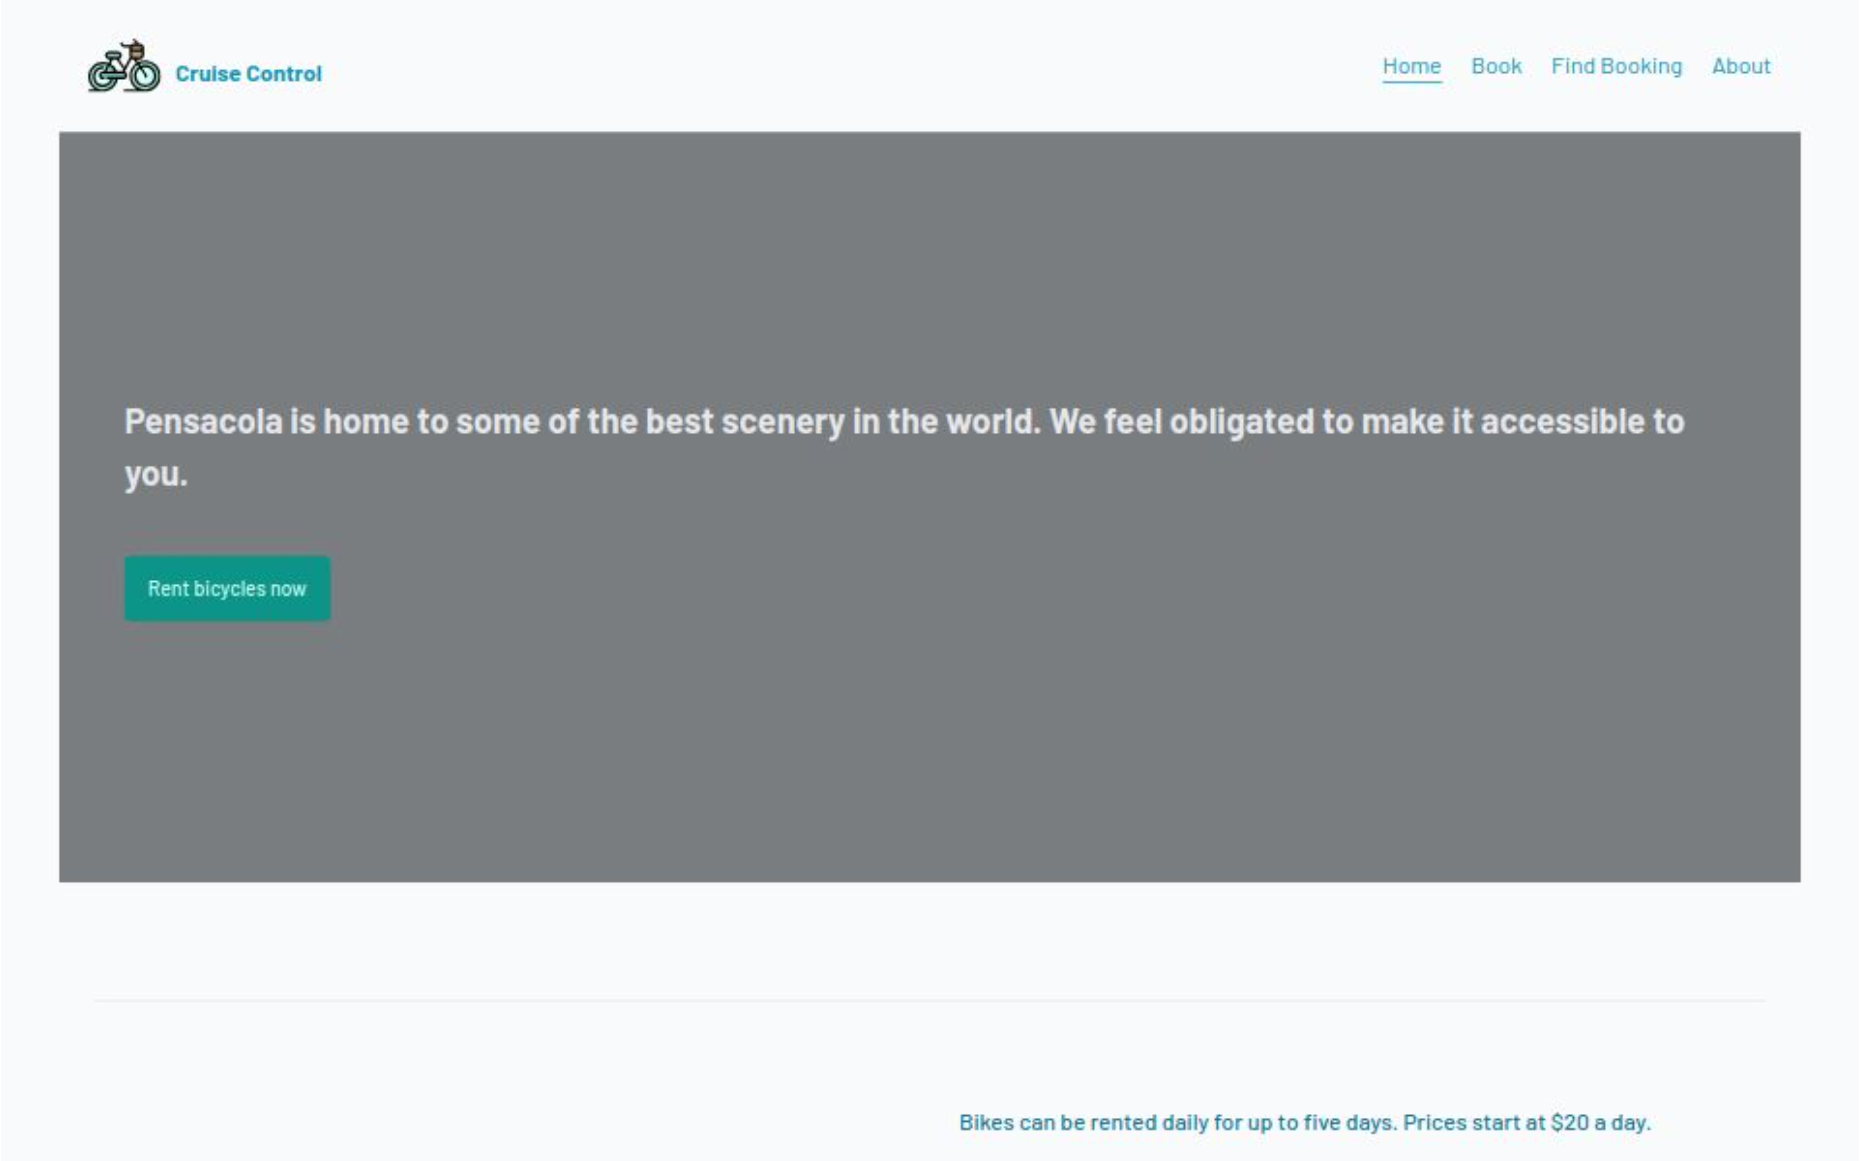 Cruise Control
Home Book Find Booking About
Pensacola is home to some of the best scenery in the world. We feel obligated to make it accessible to
you.
Rent bicycles now
Bikes can be rented daily for up to five days. Prices start at $20 a day.